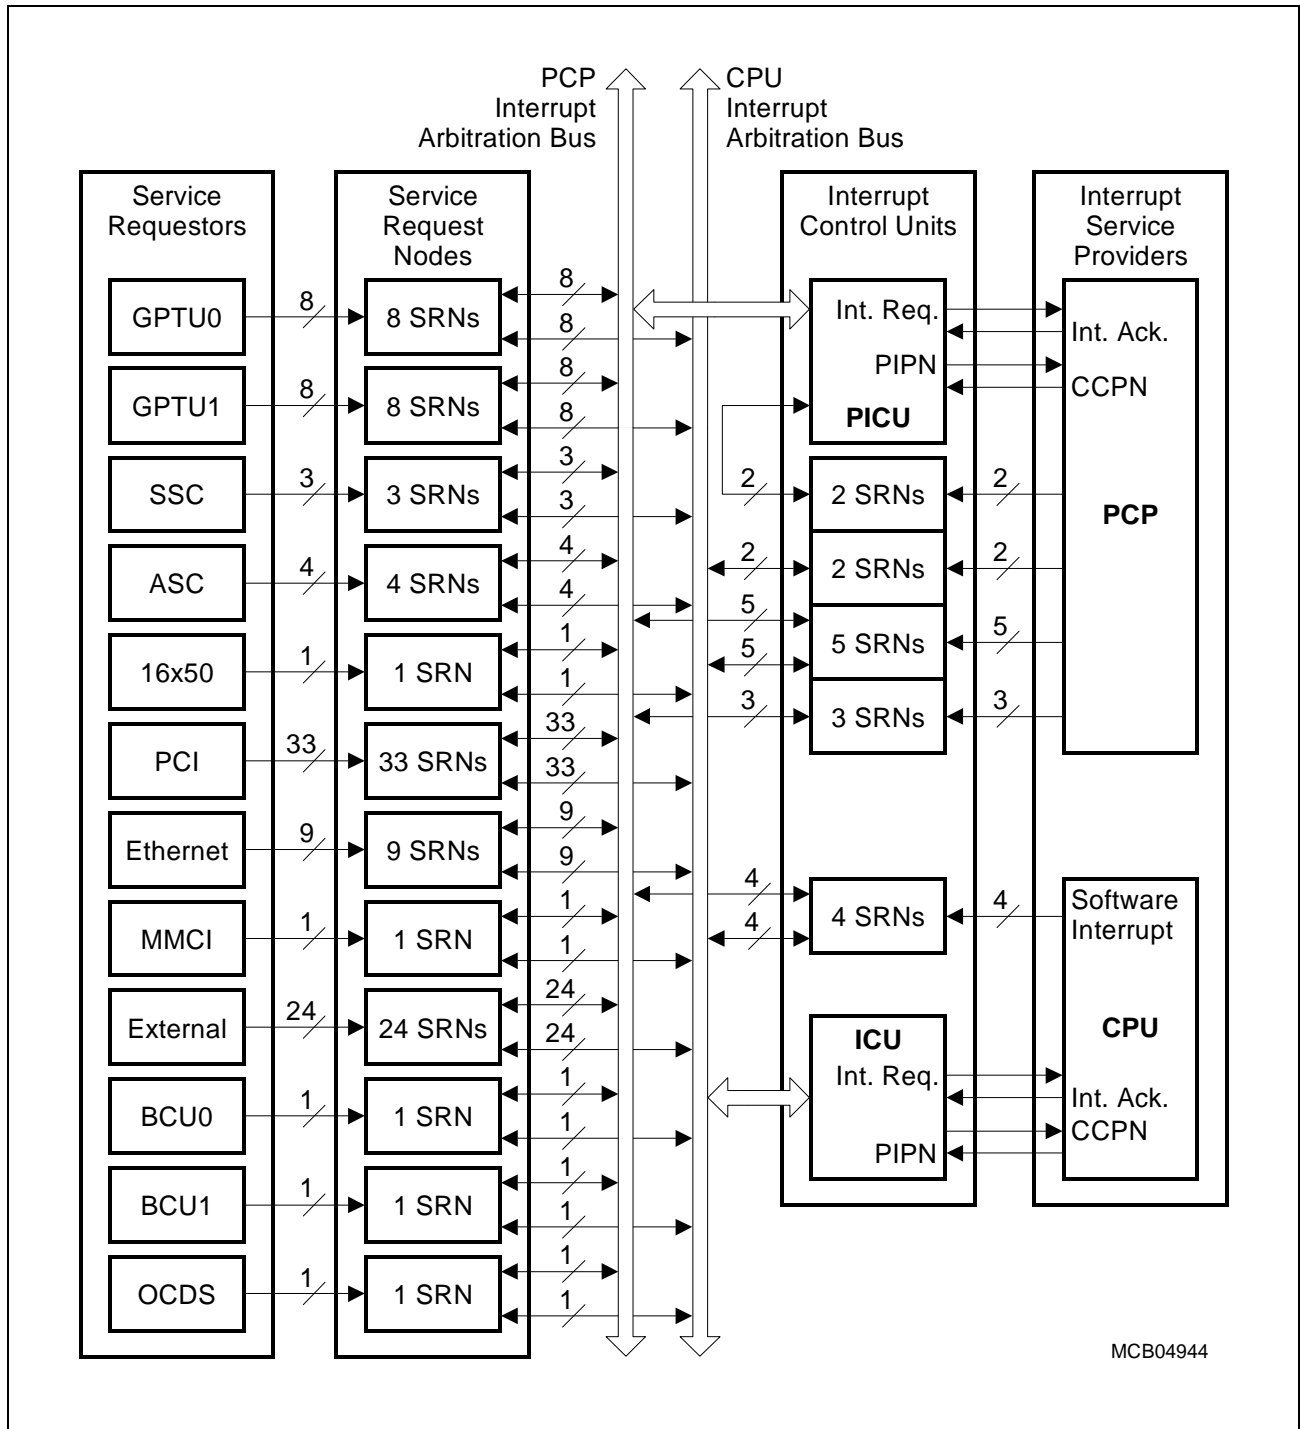 PCP
Interrupt
Arbitration Bus
CPU
Interrupt
Arbitration Bus
Service
Requestors
Service
Request
Nodes
Interrupt
Control Units
Interrupt
Service
Providers
GPTU0
8
8 SRNs
8
8
GPTU1
8
8 SRNs
8
8
SSC
3
3 SRNs
3
3
ASC
4
4 SRNs
4
4
16x50
1
1 SRN
1
1
PCI
33
33 SRNs
33
33
Ethernet
9
9 SRNs
9
9
MMCI
1
1 SRN
1
1
External
24
24 SRNs
24
24
BCU0
1
1 SRN
1
1
BCU1
1
1 SRN
1
1
OCDS
1
1 SRN
1
1
Int. Req.
PIPN
PICU
Int. Ack.
CCPN
PCP
2
2 SRNs
2
2
2 SRNs
2
5
5
5 SRNs
5
3
3 SRNs
3
4
4
4 SRNs
4
Software
Interrupt
CPU
ICU
Int. Req.
PIPN
Int. Ack.
CCPN
MCB04944